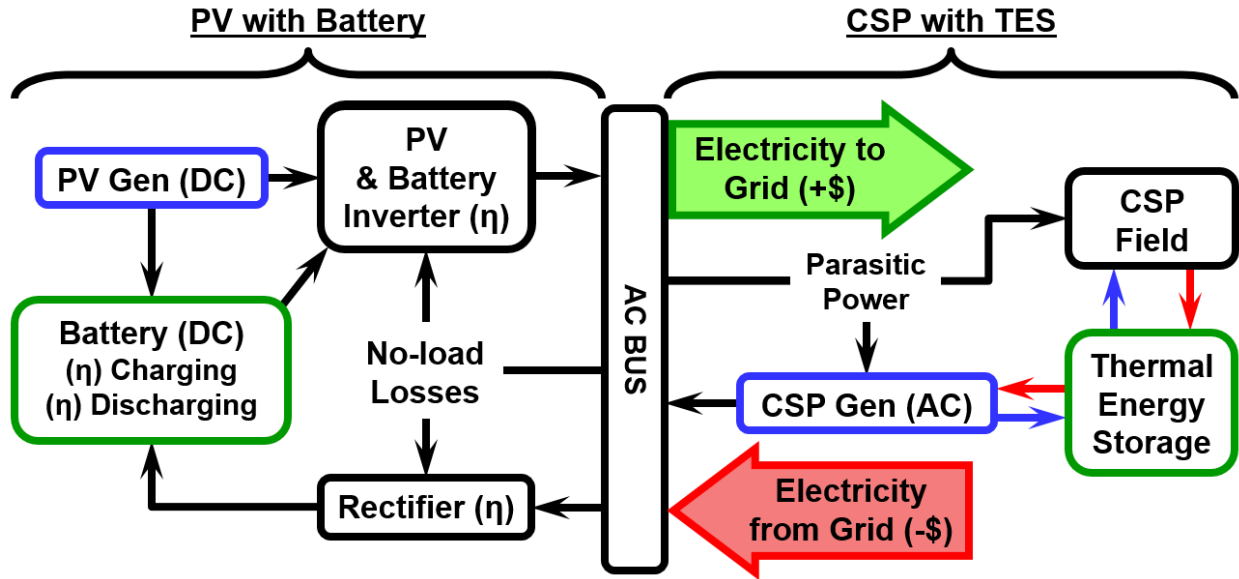 PV with Battery
CSP with TES
PV Gen (DC)
PV
& Battery
Inverter (η)
Battery (DC)
(η) Charging
(η) Discharging
No-load
Losses
Rectifier (η)
AC BUS
Electricity to
Grid (+$)
Parasitic
Power
CSP
Field
CSP Gen (AC)
Thermal
Energy
Storage
Electricity
from Grid (-$)